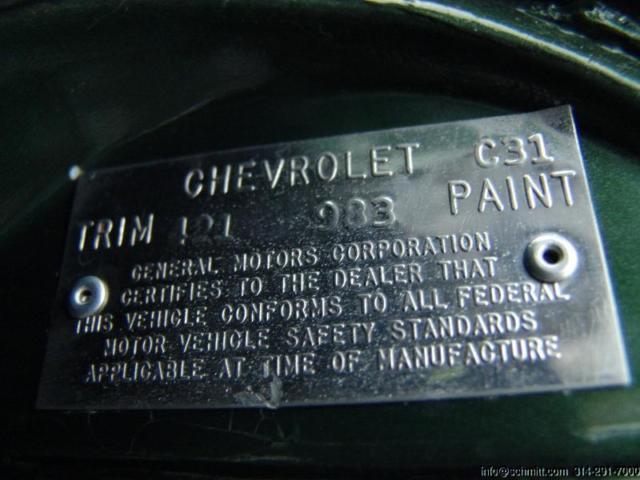 CHEVROLET C31
TRIM 421 983 PAINT
GENERAL MOTORS CORPORATION
CERTIFIES TO THE DEALER THAT
THIS VEHICLE CONFORMS TO ALL FEDERAL
MOTOR VEHICLE SAFETY STANDARDS
APPLICABLE AT TIME OF MANUFACTURE
info@schmitt.com 314-291-7000